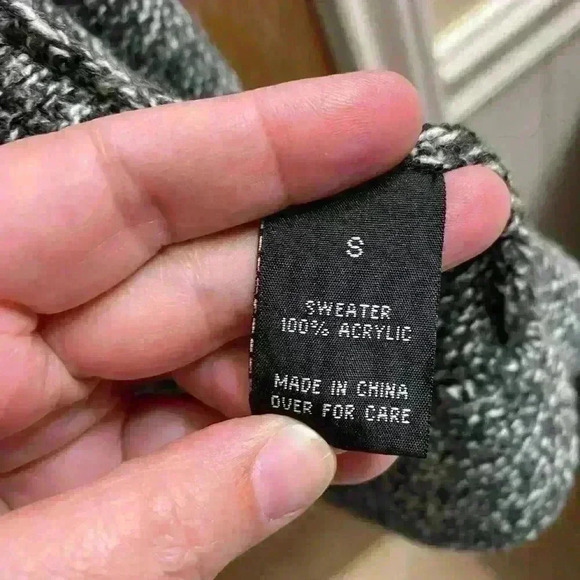 S
SWEATER
100% ACRYLIC
MADE IN CHINA
OVER FOR CARE